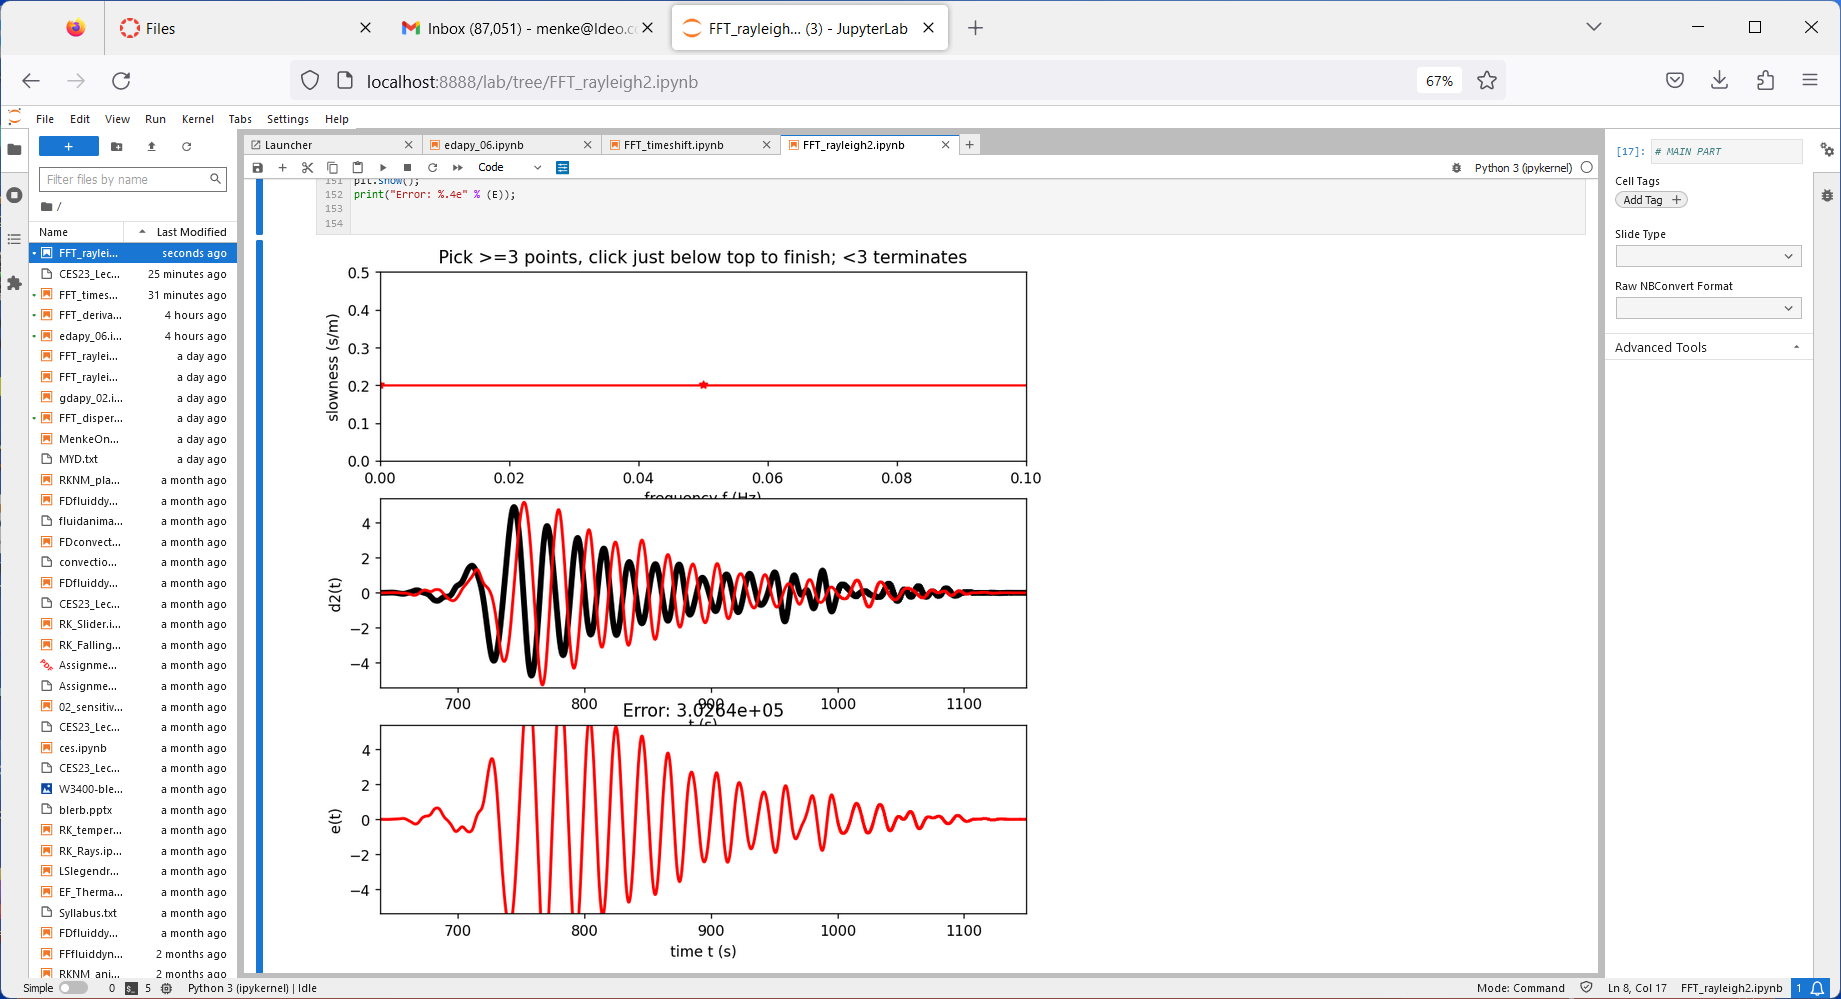 Files
Inbox (87,051) - menke@ldeo.co
FFT_rayleigh... (3) - JupyterLab
localhost:8888/lab/tree/FFT_rayleigh2.ipynb
67%
File Edit View Run Kernel Tabs Settings Help
Filter files by name
/
Name Last Modified
FFT_raylei... seconds ago
CES23_Lec... 25 minutes ago
FFT_times... 31 minutes ago
FFT_deriva... 4 hours ago
edapy_06.i... 4 hours ago
FFT_raylei... a day ago
FFT_raylei... a day ago
gdapy_02.i... a day ago
FFT_disper... a day ago
MenkeOn... a day ago
MYD.txt a day ago
RKNM_pla... a month ago
FDfluiddy... a month ago
fluidanima... a month ago
FDconvect... a month ago
convectio... a month ago
FDfluiddy... a month ago
CES23_Lec... a month ago
RK_Slider.i... a month ago
RK_Falling... a month ago
Assignme... a month ago
Assignme... a month ago
02_sensitiv... a month ago
CES23_Lec... a month ago
ces.ipynb a month ago
CES23_Lec... a month ago
W3400-ble... a month ago
blerb.pptx a month ago
RK_temper... a month ago
RK_Rays.ip... a month ago
LSlegendr... a month ago
EF_Therma... a month ago
Syllabus.txt a month ago
FDfluiddy... a month ago
FFfluiddyn... 2 months ago
RKNM_ani... 2 months ago
Launcher
edapy_06.ipynb
FFT_timeshift.ipynb
FFT_rayleigh2.ipynb
Code
Python 3 (ipykernel)
151 plt.show();
152 print("Error: %.4e" % (E));
153
154
Pick >=3 points, click just below top to finish; <3 terminates
slowness (s/m)
0.5
0.4
0.3
0.2
0.1
0.0
0.00 0.02 0.04 0.06 0.08 0.10
frequency f (Hz)
d2(t)
4
2
0
−2
−4
700 800 900 1000 1100
t (s)
Error: 3.0264e+05
e(t)
4
2
0
−2
−4
700 800 900 1000 1100
time t (s)
[17]: # MAIN PART
Cell Tags
Add Tag +
Slide Type
Raw NBConvert Format
Advanced Tools
Simple 0 5 Python 3 (ipykernel) | Idle
Mode: Command Ln 8, Col 17 FFT_rayleigh2.ipynb 1